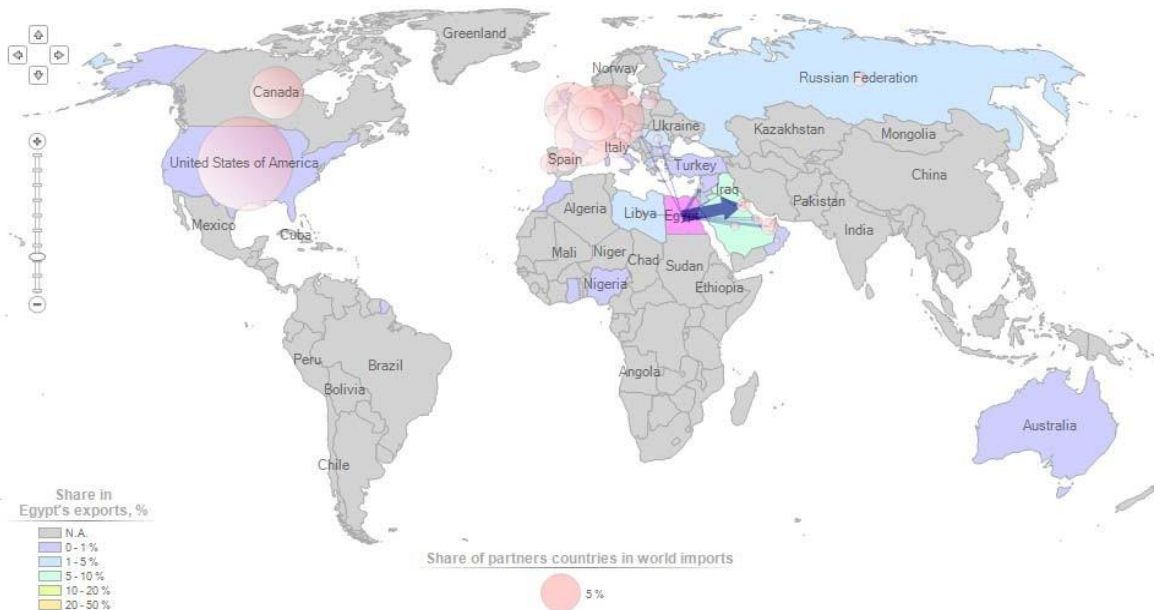 Greenland
Norway
Russian Federation
Canada
Ukraine
Kazakhstan
Mongolia
United States of America
Spain
Italy
Turkey
China
Iraq
Pakistan
Algeria
Libya
Egypt
India
Mexico
Cuba
Mali
Niger
Chad
Sudan
Nigeria
Ethiopia
Peru
Brazil
Angola
Bolivia
Australia
Chile
Share in
Egypt's exports, %
N.A.
0 - 1 %
1 - 5 %
5 - 10 %
10 - 20 %
20 - 50 %
Share of partners countries in world imports
5 %